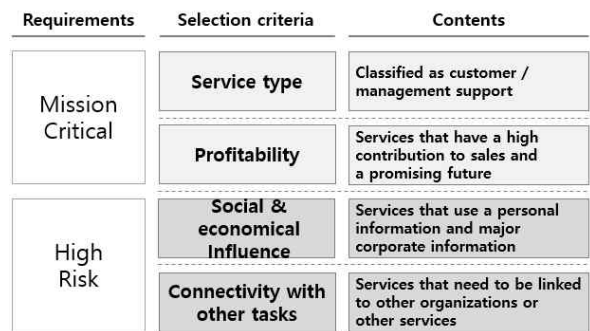 Requirements Selection criteria Contents
Mission
Critical
Service type
Classified as customer /
management support
Profitability
Services that have a high
contribution to sales and
a promising future
High
Risk
Social &
economical
Influence
Services that use a personal
information and major
corporate information
Connectivity with
other tasks
Services that need to be linked
to other organizations or
other services